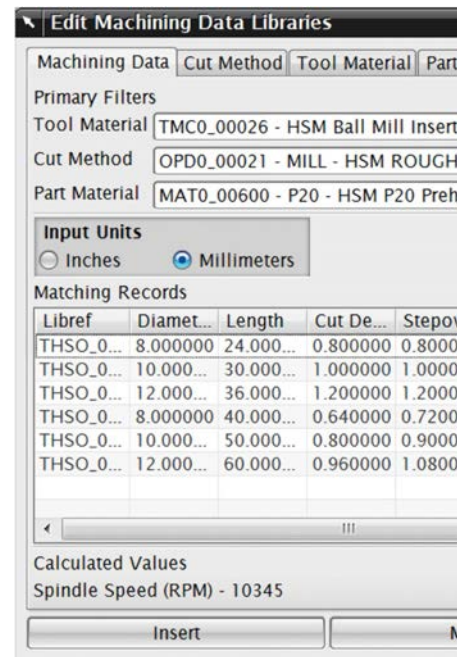 Edit Machining Data Libraries
Machining Data Cut Method Tool Material Part
Primary Filters
Tool Material TMC0_00026 - HSM Ball Mill Insert
Cut Method OPD0_00021 - MILL - HSM ROUGH
Part Material MAT0_00600 - P20 - HSM P20 Preh
Input Units
Inches Millimeters
Matching Records
Libref Diamet... Length Cut De... Stepov
THSO_0... 8.000000 24.000... 0.800000 0.8000
THSO_0... 10.000... 30.000... 1.000000 1.0000
THSO_0... 12.000... 36.000... 1.200000 1.2000
THSO_0... 8.000000 40.000... 0.640000 0.7200
THSO_0... 10.000... 50.000... 0.800000 0.9000
THSO_0... 12.000... 60.000... 0.960000 1.0800
Calculated Values
Spindle Speed (RPM) - 10345
Insert M